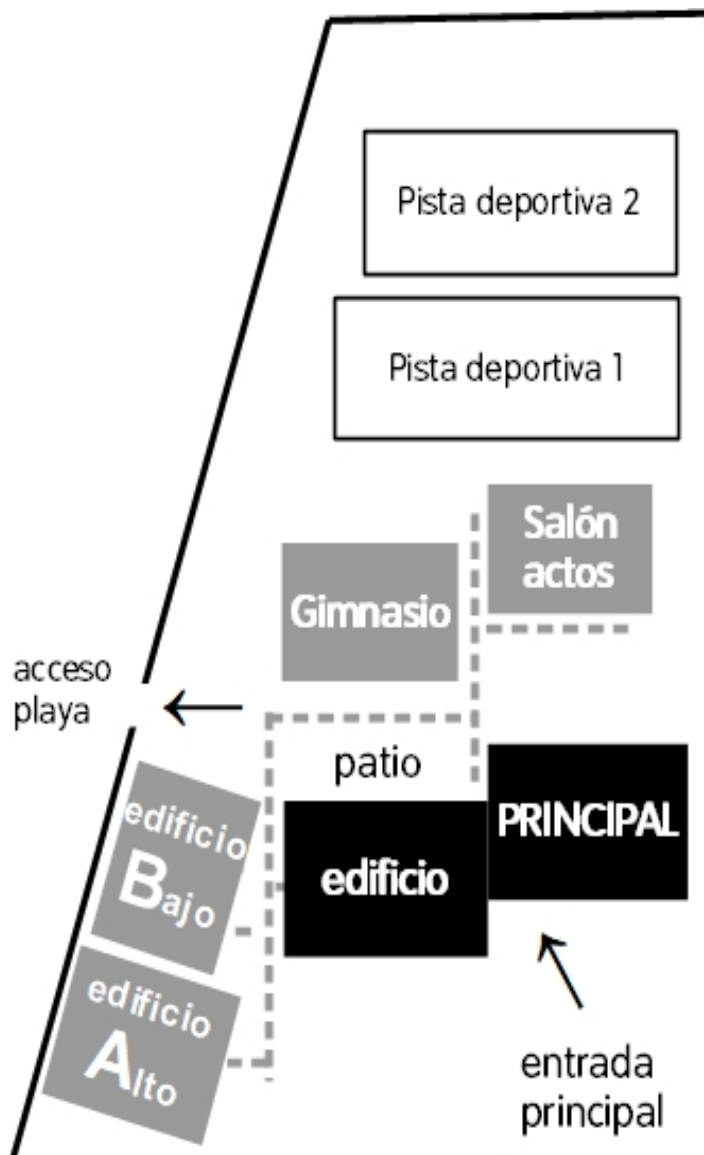 Pista deportiva 2
Pista deportiva 1
Salón
actos
Gimnasio
acceso
playa
patio
PRINCIPAL
edificio
edificio
Bajo
edificio
Alto
entrada
principal